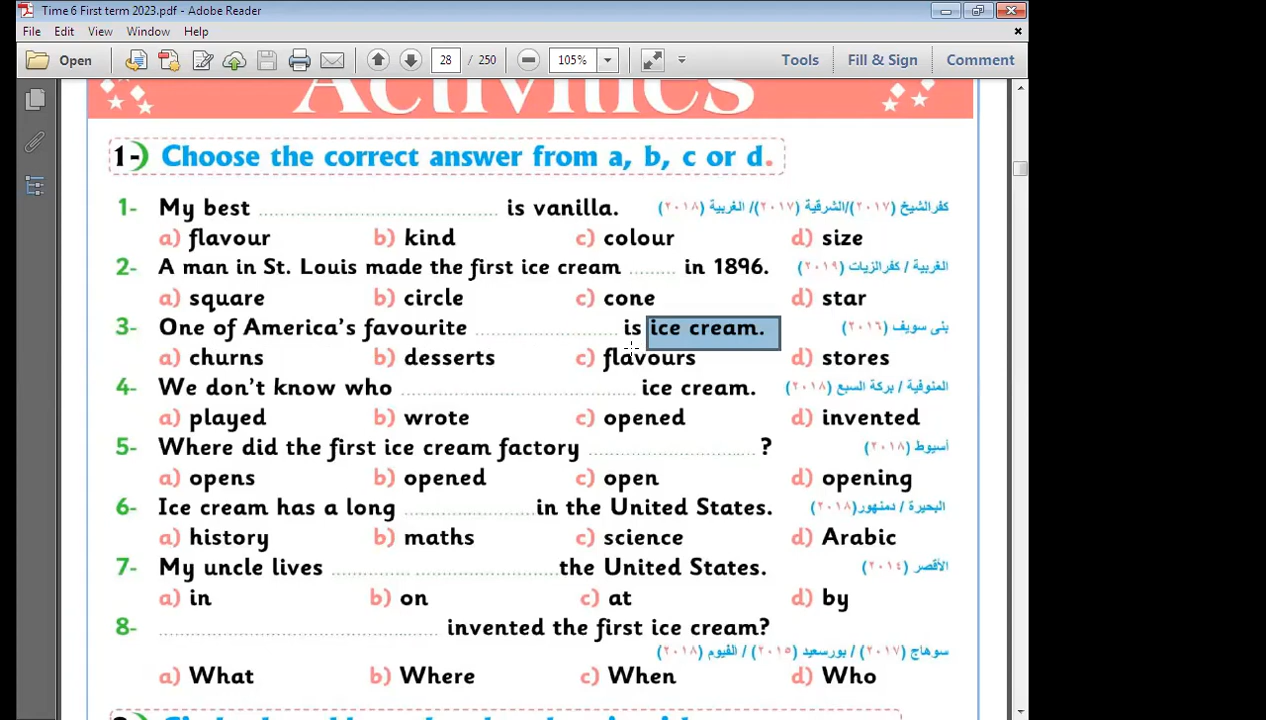 Time 6 First term 2023.pdf - Adobe Reader
File Edit View Window Help
Open 28 / 250 105% Tools Fill & Sign Comment
Activities
1-) Choose the correct answer from a, b, c or d.
1- My best ........................ is vanilla. كفر الشيخ (٢٠١٧)/الشرقية (٢٠١٧)/ الغربية (٢٠١٨)
a) flavour b) kind c) colour d) size
2- A man in St. Louis made the first ice cream ........ in 1896. الغربية / كفر الزيات (٢٠١٩)
a) square b) circle c) cone d) star
3- One of America's favourite ........................ is ice cream. بنى سويف (٢٠١٦)
a) churns b) desserts c) flavours d) stores
4- We don't know who ........................ ice cream. المنوفية / بركة السبع (٢٠١٨)
a) played b) wrote c) opened d) invented
5- Where did the first ice cream factory ........................ ? أسيوط (٢٠١٨)
a) opens b) opened c) open d) opening
6- Ice cream has a long ........................ in the United States. البحيرة / دمنهور(٢٠١٨)
a) history b) maths c) science d) Arabic
7- My uncle lives ........................ the United States. الأقصر (٢٠١٤)
a) in b) on c) at d) by
8- ........................ invented the first ice cream?
سوهاج (٢٠١٧) / بورسعيد (٢٠١٥) / الفيوم (٢٠١٨)
a) What b) Where c) When d) Who